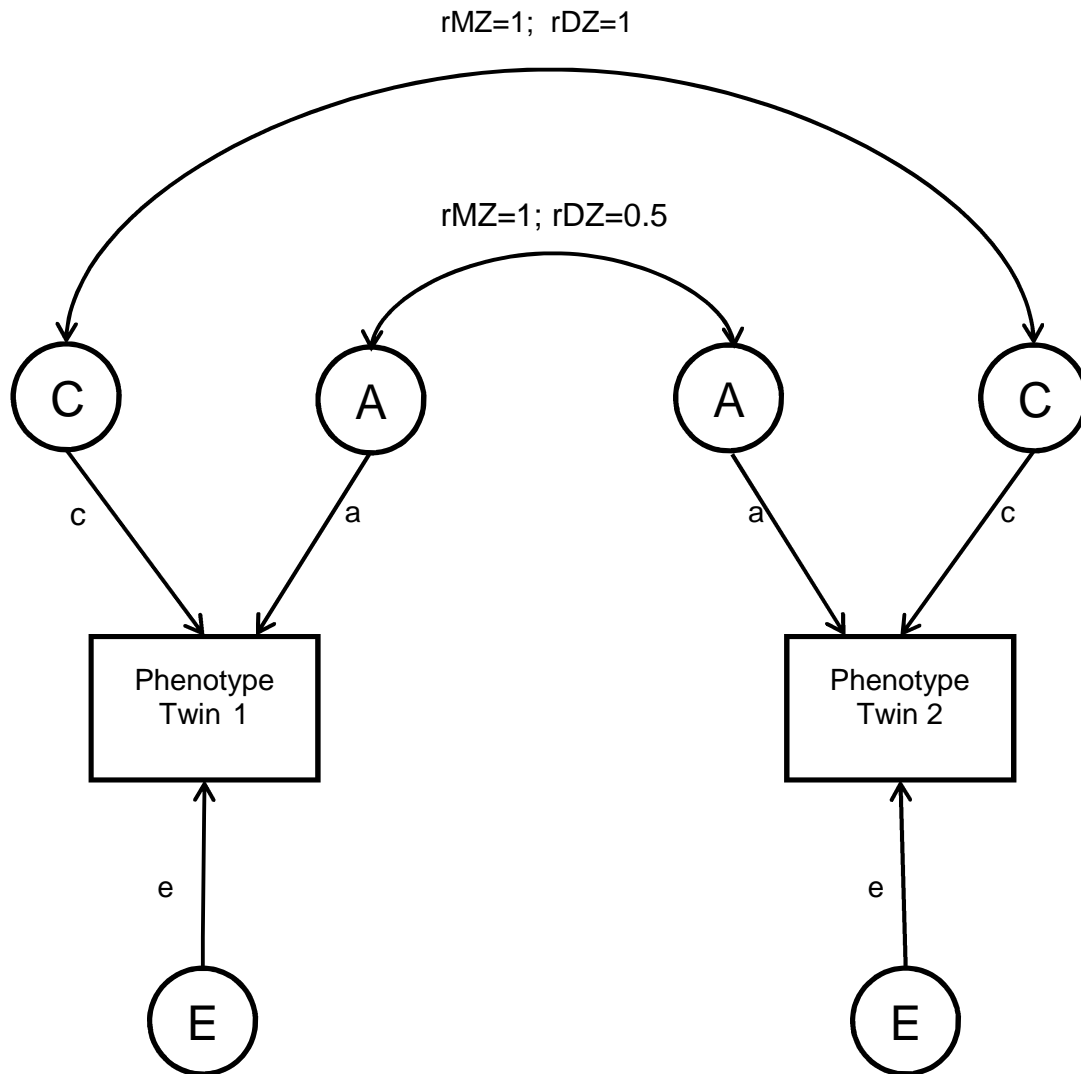 rMZ=1;  rDZ=1
rMZ=1; rDZ=0.5
C
A
A
C
c
a
a
c
Phenotype
Twin 1
Phenotype
Twin 2
e
e
E
E